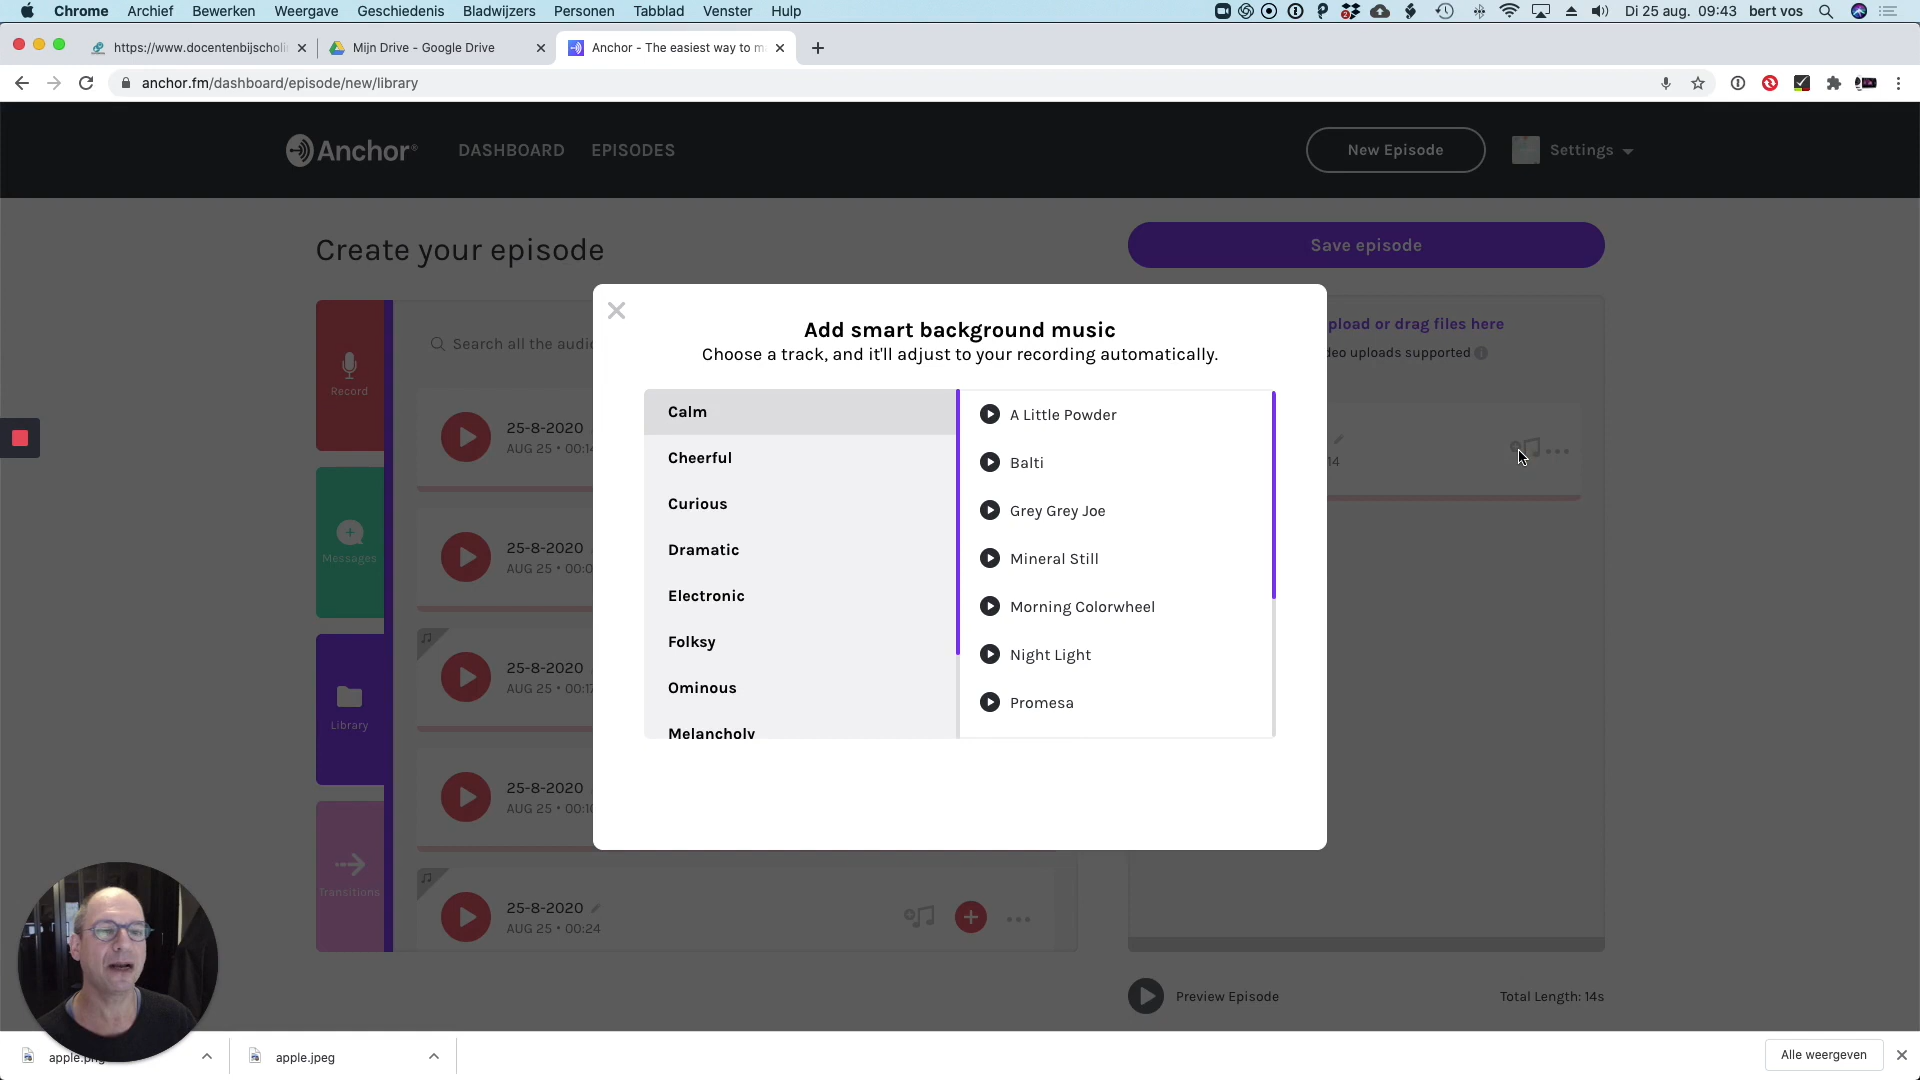 Chrome Archief Bewerken Weergave Geschiedenis Bladwijzers Personen Tabblad Venster Help
Di 25 aug. 09:43 bert vos
https://www.docentenbijscholi
Mijn Drive - Google Drive
Anchor - The easiest way to m
anchor.fm/dashboard/episode/new/library
Anchor
DASHBOARD
EPISODES
New Episode
Settings
Create your episode
Save episode
Record
Messages
Library
Transitions
Search all the audio
25-8-2020
AUG 25 • 00:14
25-8-2020
AUG 25 • 00:0
25-8-2020
AUG 25 • 00:17
25-8-2020
AUG 25 • 00:1
25-8-2020
AUG 25 • 00:24
Add smart background music
Choose a track, and it'll adjust to your recording automatically.
Calm
Cheerful
Curious
Dramatic
Electronic
Folksy
Ominous
Melancholy
A Little Powder
Balti
Grey Grey Joe
Mineral Still
Morning Colorwheel
Night Light
Promesa
pload or drag files here
deo uploads supported
14
Preview Episode
Total Length: 14s
apple.png
apple.jpeg
Alle weergeven